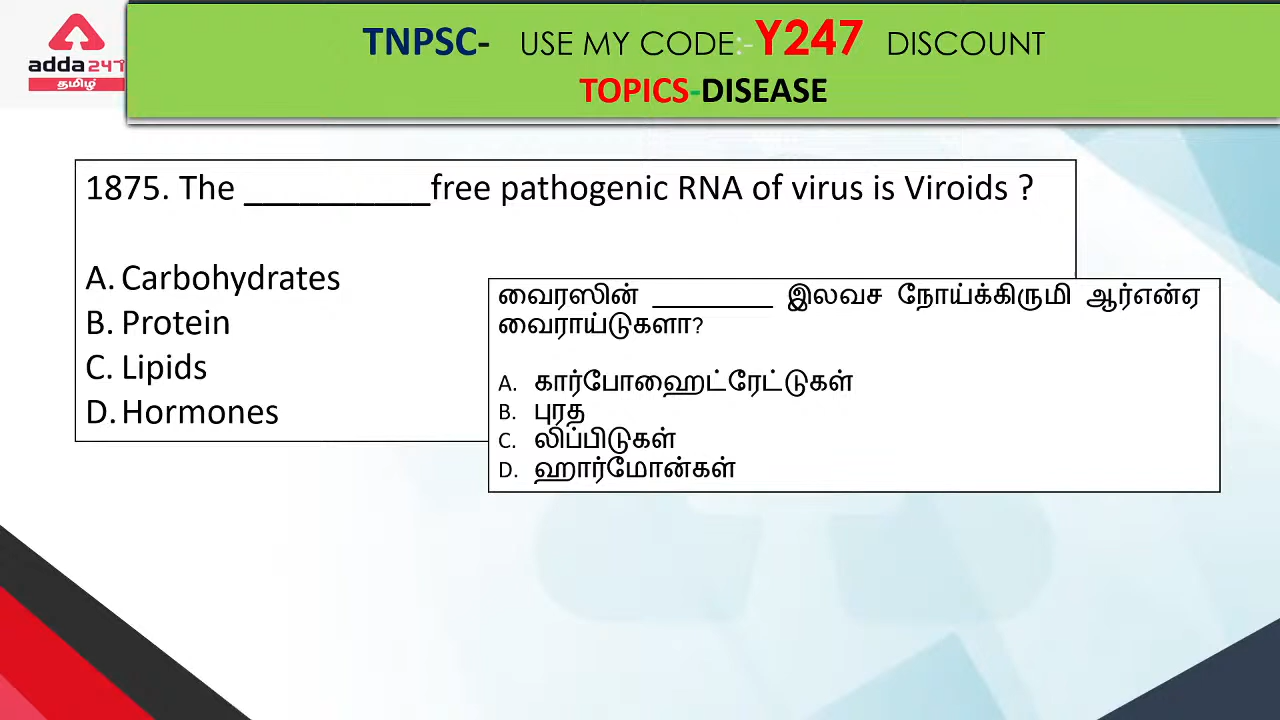 adda247
தமிழ்
TNPSC- USE MY CODE:-Y247 DISCOUNT
TOPICS-DISEASE
1875. The __________free pathogenic RNA of virus is Viroids ?
A. Carbohydrates
B. Protein
C. Lipids
D. Hormones
வைரஸின் _________ இலவச நோய்க்கிருமி ஆர்என்ஏ
வைராய்டுகளா?
A. கார்போஹைட்ரேட்டுகள்
B. புரத
C. லிப்பிடுகள்
D. ஹார்மோன்கள்